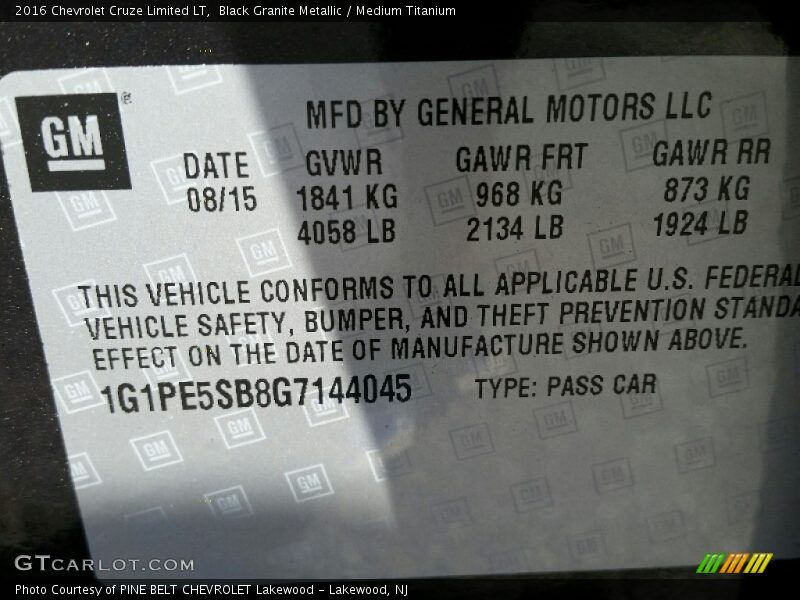 2016 Chevrolet Cruze Limited LT, Black Granite Metallic / Medium Titanium
GM®
MFD BY GENERAL MOTORS LLC
DATE GVWR GAWR FRT GAWR RR
08/15 1841 KG 968 KG 873 KG
4058 LB 2134 LB 1924 LB
THIS VEHICLE CONFORMS TO ALL APPLICABLE U.S. FEDERAL
VEHICLE SAFETY, BUMPER, AND THEFT PREVENTION STANDA
EFFECT ON THE DATE OF MANUFACTURE SHOWN ABOVE.
1G1PE5SB8G7144045 TYPE: PASS CAR
GTCARLOT.COM
Photo Courtesy of PINE BELT CHEVROLET Lakewood - Lakewood, NJ